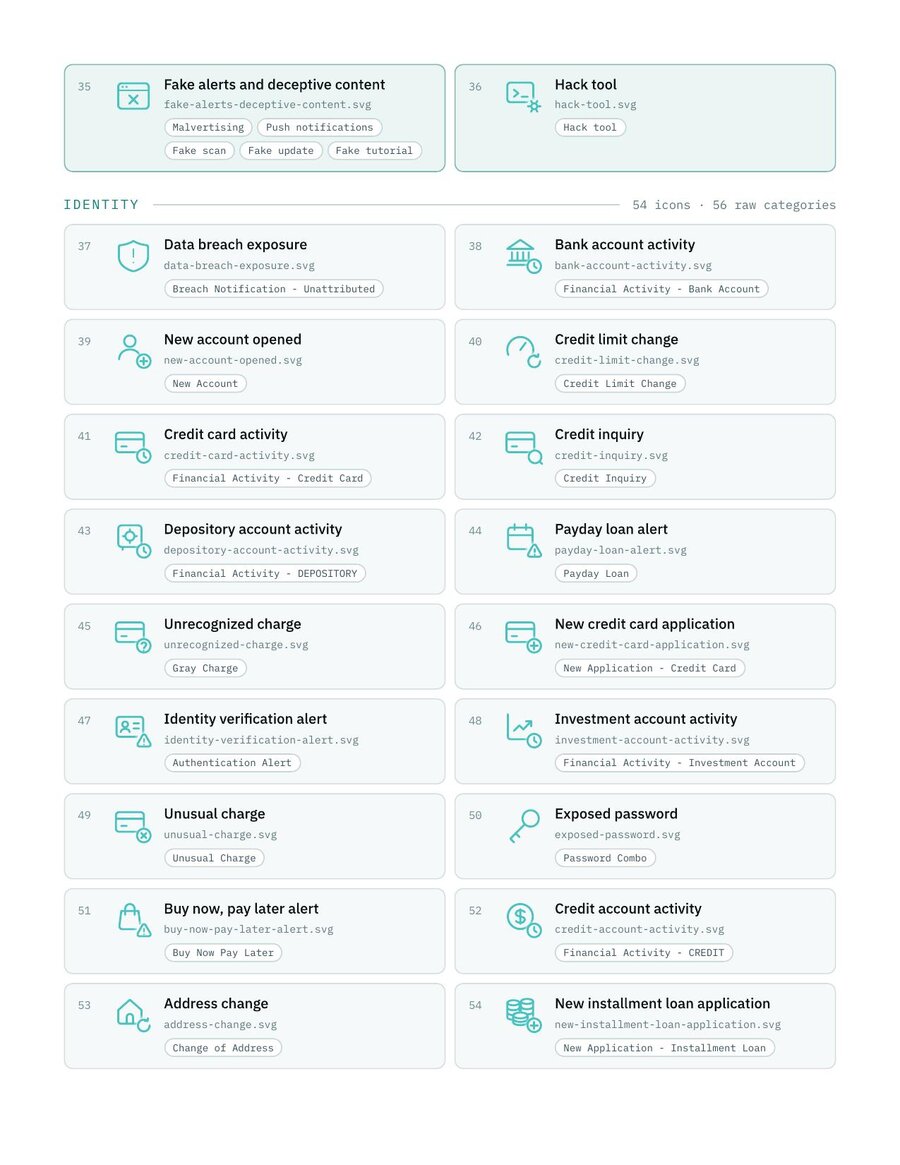 35
Fake alerts and deceptive content
fake-alerts-deceptive-content.svg
Malvertising
Push notifications
Fake scan
Fake update
Fake tutorial
36
Hack tool
hack-tool.svg
Hack tool
IDENTITY
54 icons · 56 raw categories
37
Data breach exposure
data-breach-exposure.svg
Breach Notification - Unattributed
38
Bank account activity
bank-account-activity.svg
Financial Activity - Bank Account
39
New account opened
new-account-opened.svg
New Account
40
Credit limit change
credit-limit-change.svg
Credit Limit Change
41
Credit card activity
credit-card-activity.svg
Financial Activity - Credit Card
42
Credit inquiry
credit-inquiry.svg
Credit Inquiry
43
Depository account activity
depository-account-activity.svg
Financial Activity - DEPOSITORY
44
Payday loan alert
payday-loan-alert.svg
Payday Loan
45
Unrecognized charge
unrecognized-charge.svg
Gray Charge
46
New credit card application
new-credit-card-application.svg
New Application - Credit Card
47
Identity verification alert
identity-verification-alert.svg
Authentication Alert
48
Investment account activity
investment-account-activity.svg
Financial Activity - Investment Account
49
Unusual charge
unusual-charge.svg
Unusual Charge
50
Exposed password
exposed-password.svg
Password Combo
51
Buy now, pay later alert
buy-now-pay-later-alert.svg
Buy Now Pay Later
52
Credit account activity
credit-account-activity.svg
Financial Activity - CREDIT
53
Address change
address-change.svg
Change of Address
54
New installment loan application
new-installment-loan-application.svg
New Application - Installment Loan